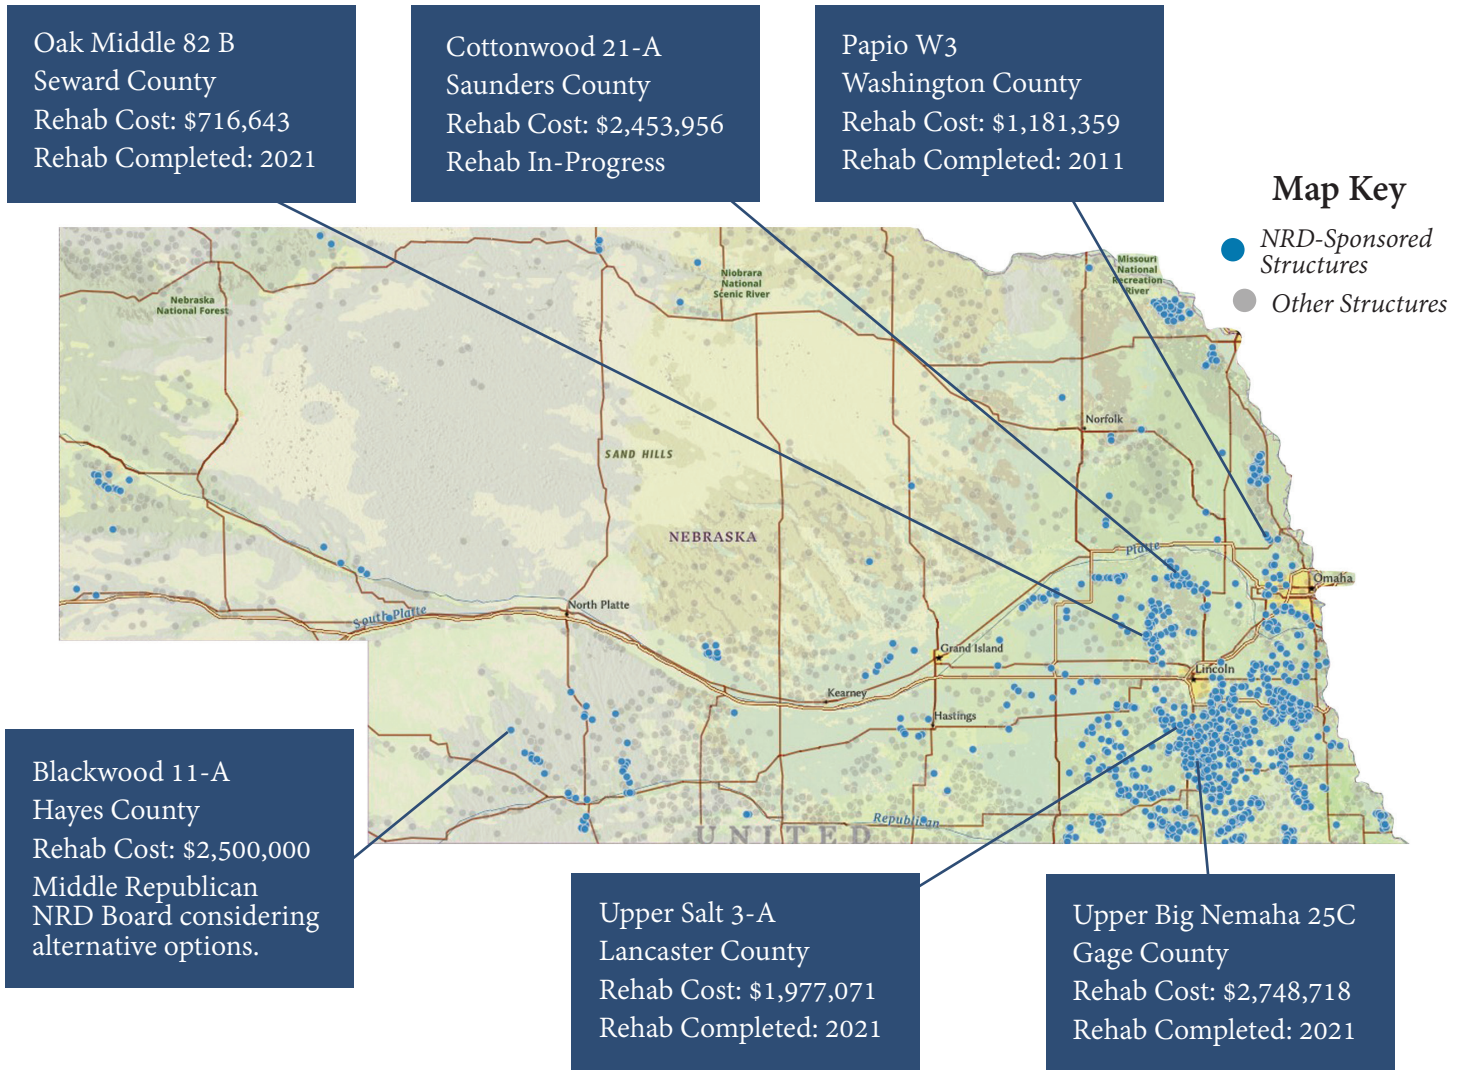 Oak Middle 82 B
Seward County
Rehab Cost: $716,643
Rehab Completed: 2021
Cottonwood 21-A
Saunders County
Rehab Cost: $2,453,956
Rehab In-Progress
Papio W3
Washington County
Rehab Cost: $1,181,359
Rehab Completed: 2011
Map Key
NRD-Sponsored
Structures
Other Structures
Nebraska
National Forest
Niobrara
National
Scenic River
Missouri
National
Recreation
River
Norfolk
SAND HILLS
NEBRASKA
Platte
Omaha
South Platte
North Platte
Grand Island
Lincoln
Kearney
Hastings
Republican
UNITED
Blackwood 11-A
Hayes County
Rehab Cost: $2,500,000
Middle Republican
NRD Board considering
alternative options.
Upper Salt 3-A
Lancaster County
Rehab Cost: $1,977,071
Rehab Completed: 2021
Upper Big Nemaha 25C
Gage County
Rehab Cost: $2,748,718
Rehab Completed: 2021